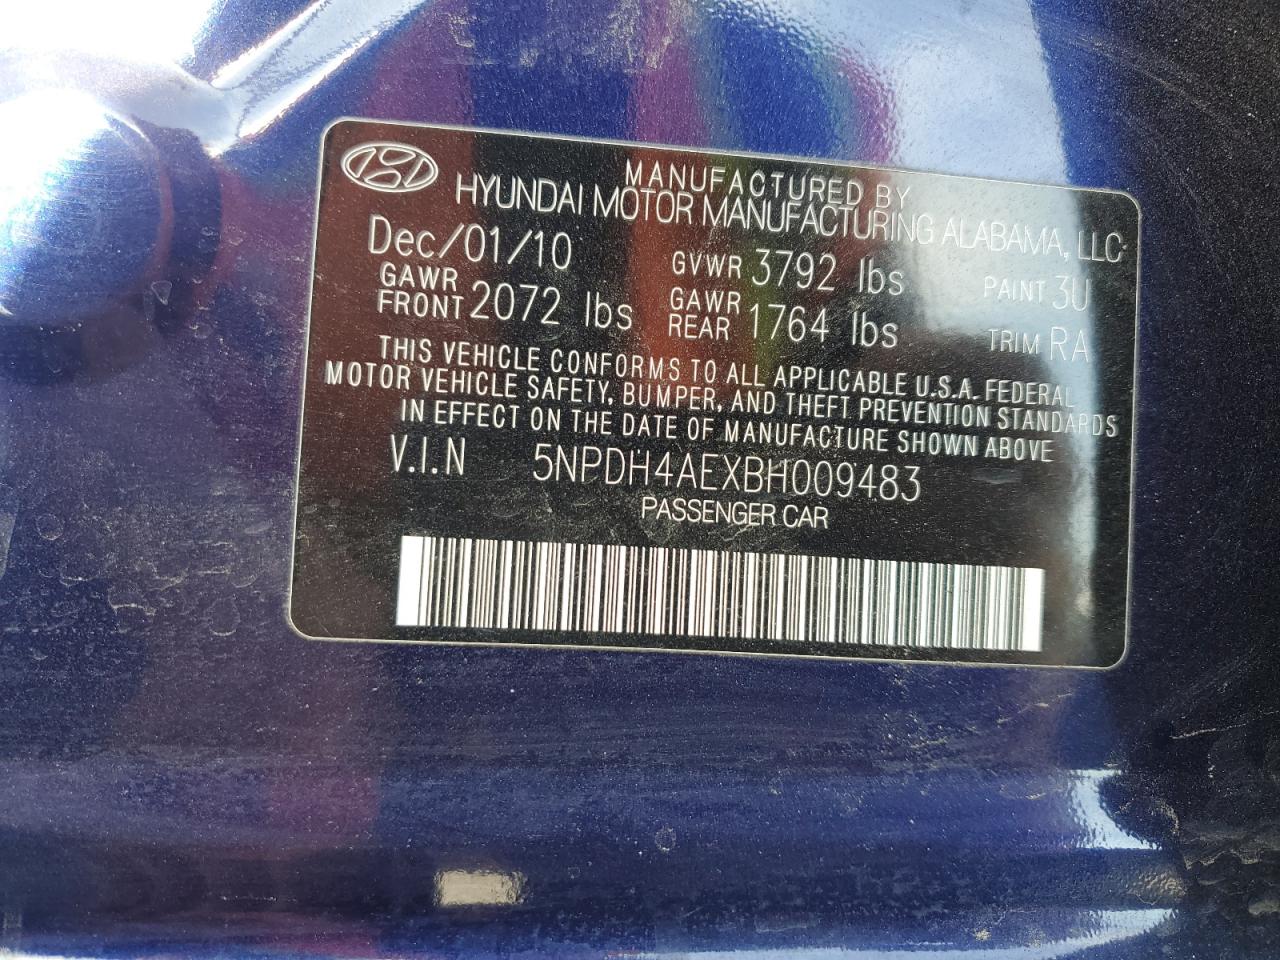 MANUFACTURED BY
HYUNDAI MOTOR MANUFACTURING ALABAMA, LLC
Dec/01/10 GVWR 3792 lbs PAINT 3U
GAWR FRONT 2072 lbs GAWR REAR 1764 lbs TRIM RA
THIS VEHICLE CONFORMS TO ALL APPLICABLE U.S.A. FEDERAL
MOTOR VEHICLE SAFETY, BUMPER, AND THEFT PREVENTION STANDARDS
IN EFFECT ON THE DATE OF MANUFACTURE SHOWN ABOVE
V.I.N 5NPDH4AEXBH009483
PASSENGER CAR